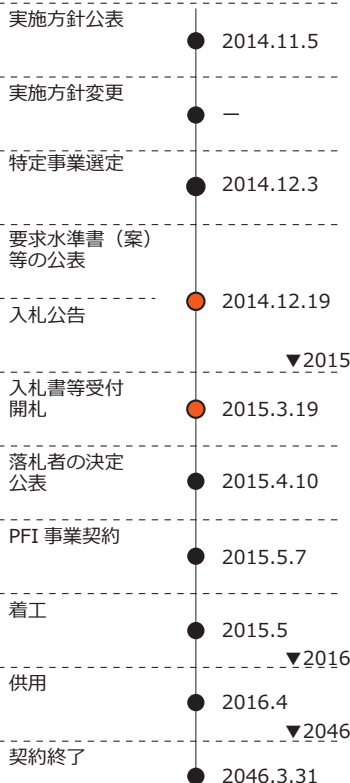 実施方針公表
2014.11.5
実施方針変更
－
特定事業選定
2014.12.3
要求水準書（案）
等の公表
2014.12.19
入札公告
▼2015
入札書等受付
開札
2015.3.19
落札者の決定
公表
2015.4.10
PFI 事業契約
2015.5.7
着工
2015.5
▼2016
供用
2016.4
▼2046
契約終了
2046.3.31